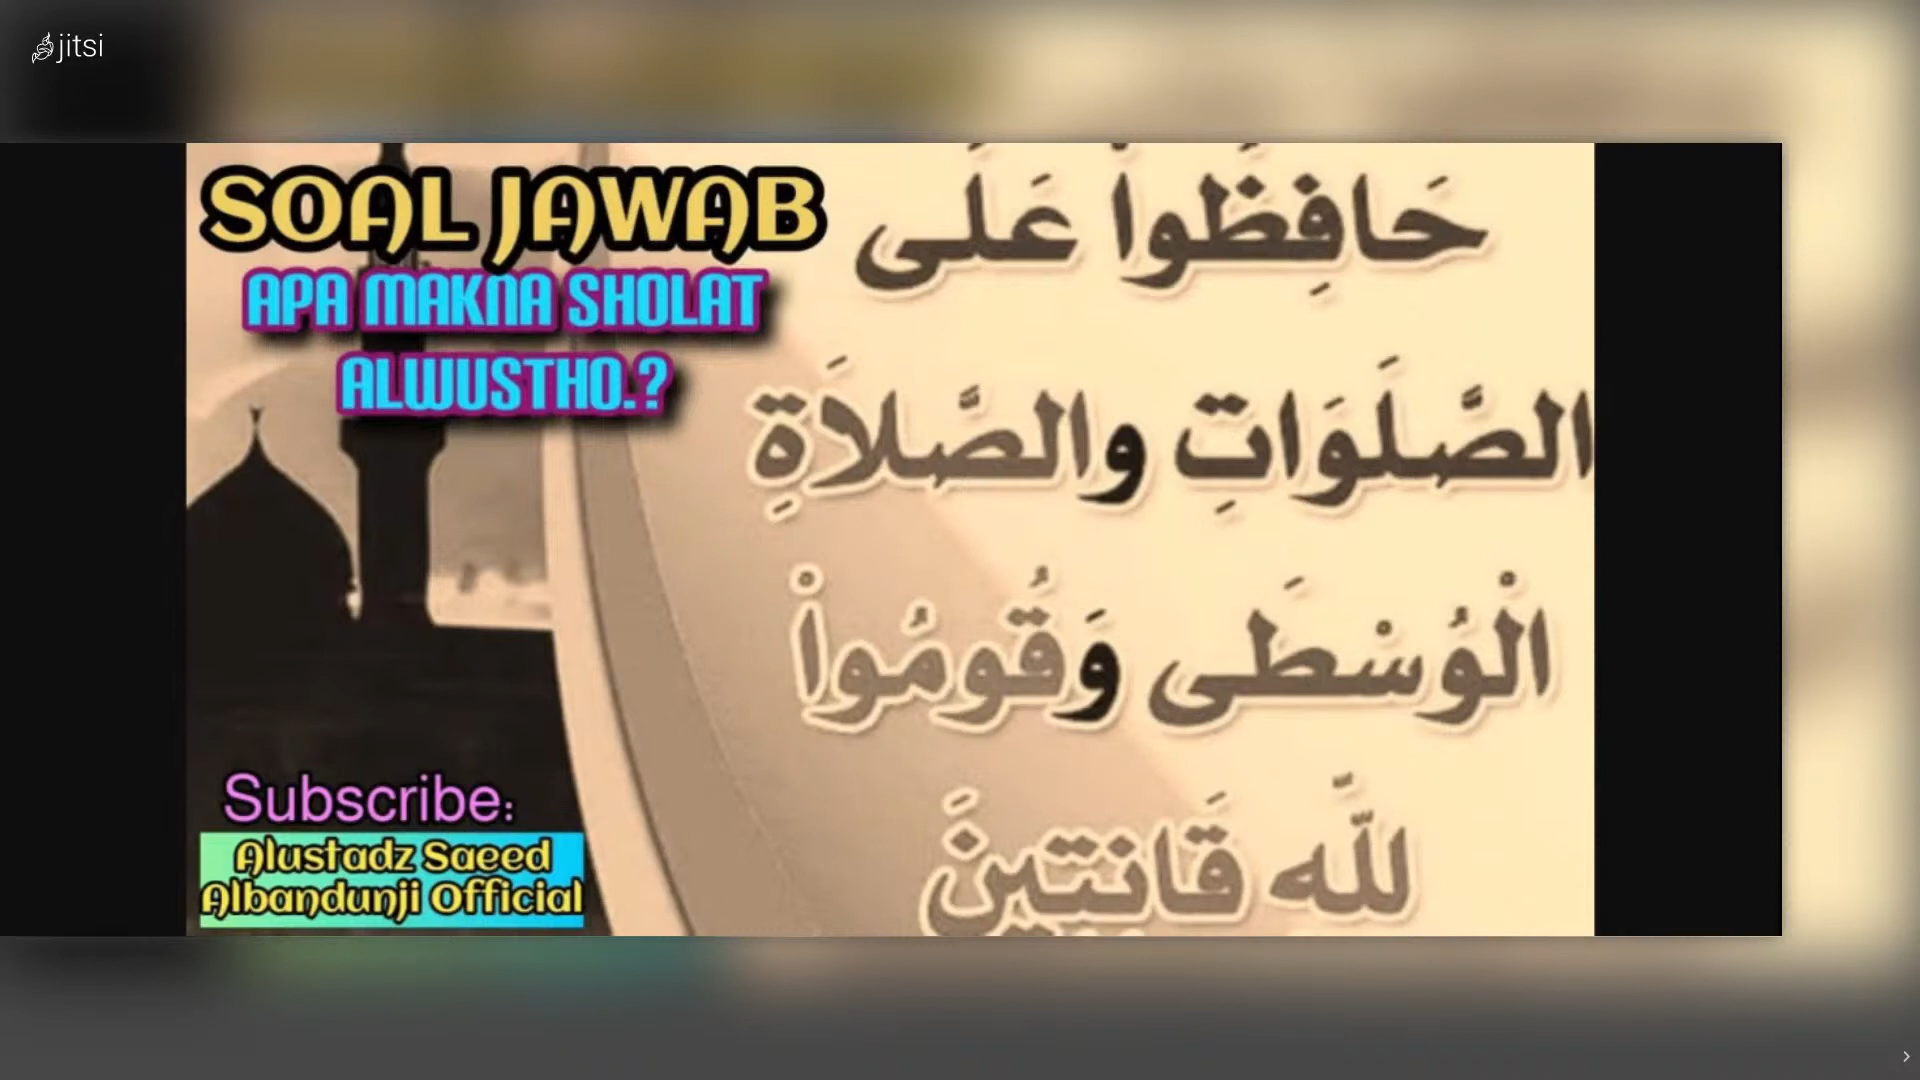 jitsi
SOAL JAWAB
APA MAKNA SHOLAT
ALWUSTHO.?
حَافِظُواْ عَلَى
الصَّلَوَاتِ والصَّلاَةِ
الْوُسْطَى وَقُومُواْ
لِلّهِ قَانِتِينَ
Subscribe:
Alustadz Saeed
Albandunji Official